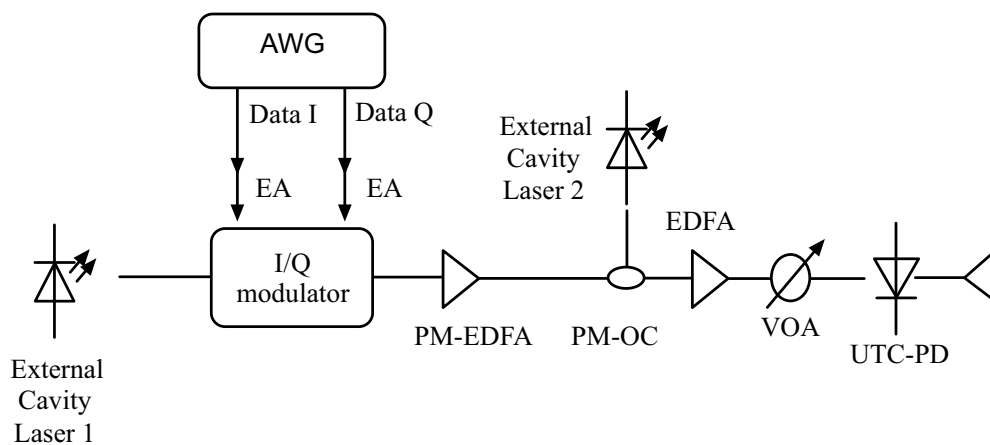 AWG
Data I
Data Q
EA
EA
External
Cavity
Laser 2
EDFA
I/Q
modulator
PM-EDFA
PM-OC
VOA
UTC-PD
External
Cavity
Laser 1